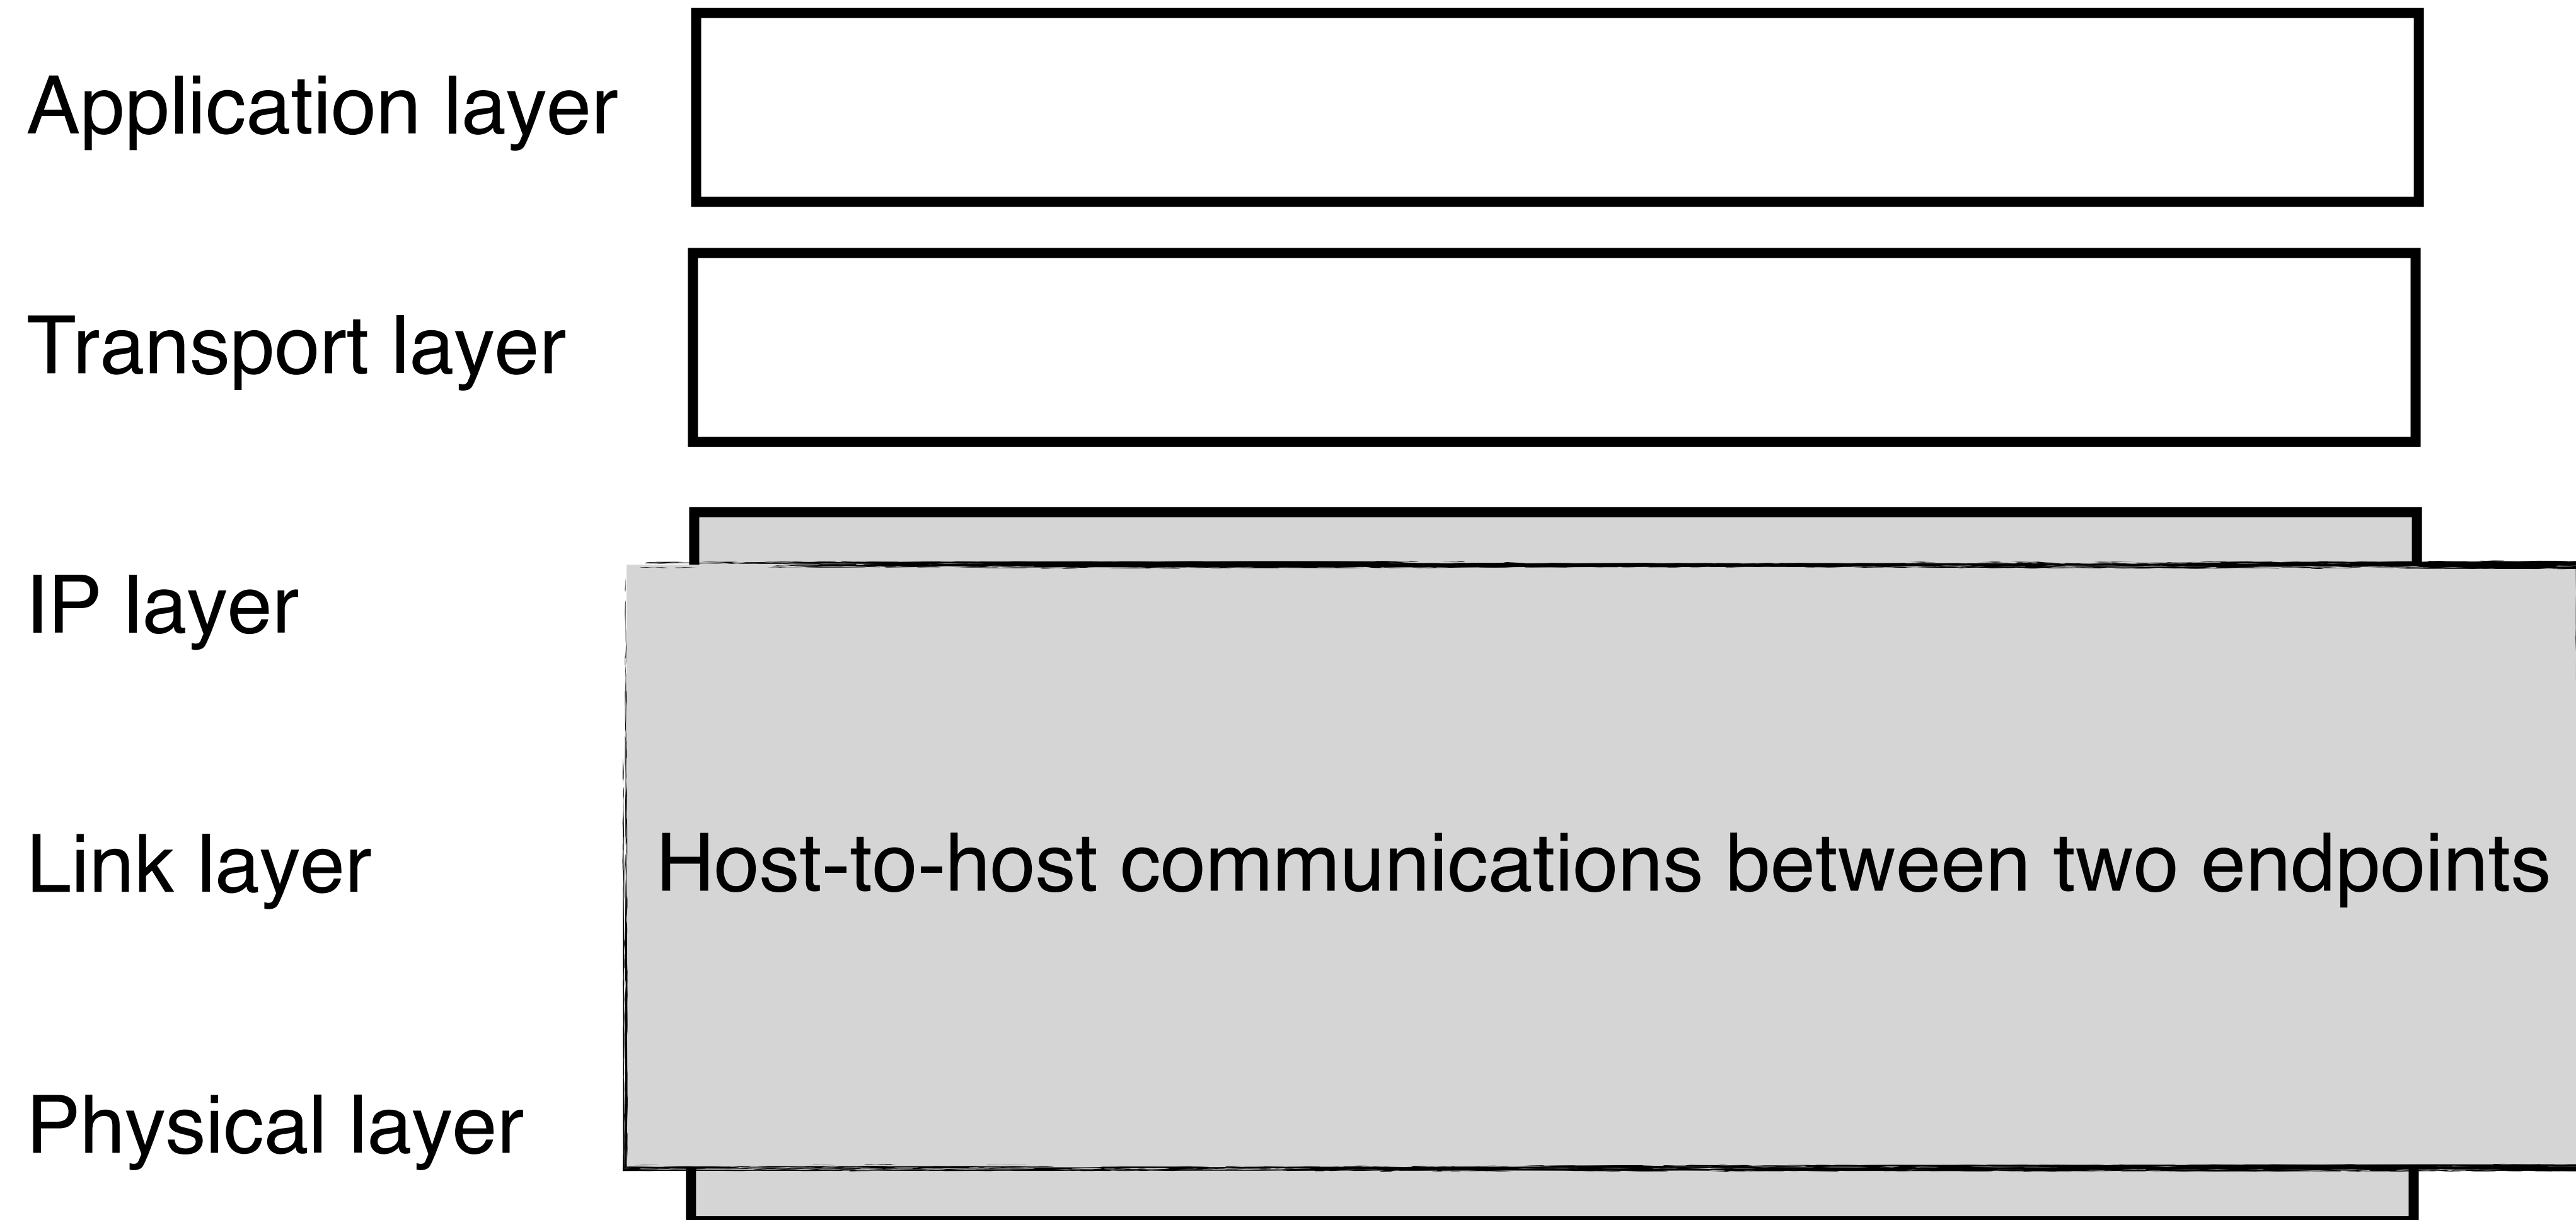 Application layer
Transport layer
IP layer
Link layer
Host-to-host communications between two endpoints
Physical layer